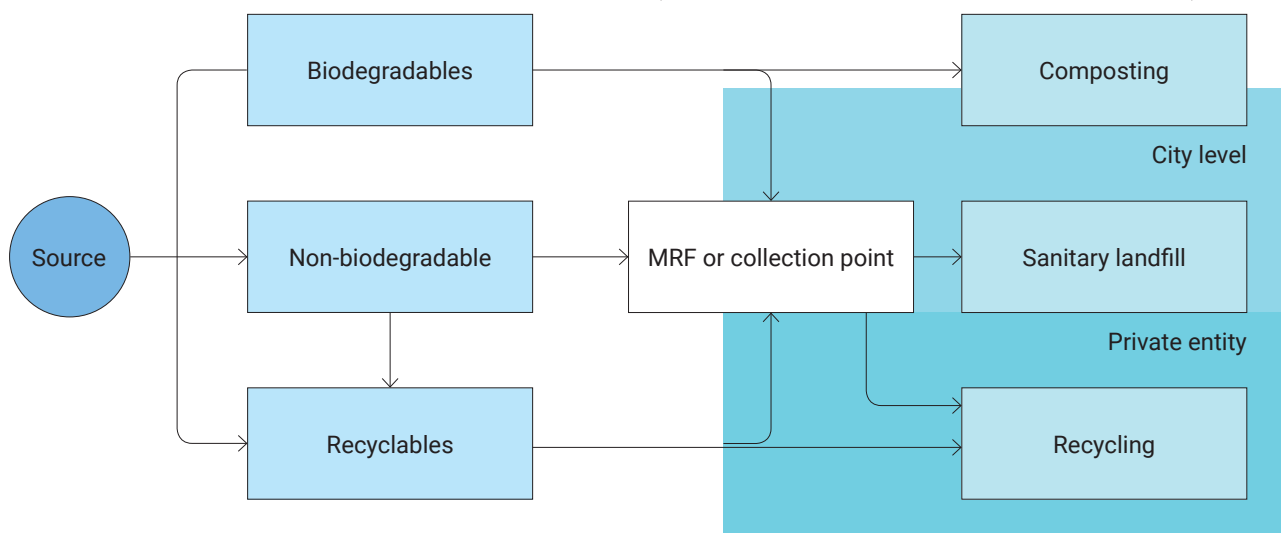 Biodegradables
Composting
City level
Source
Non-biodegradable
MRF or collection point
Sanitary landfill
Private entity
Recyclables
Recycling